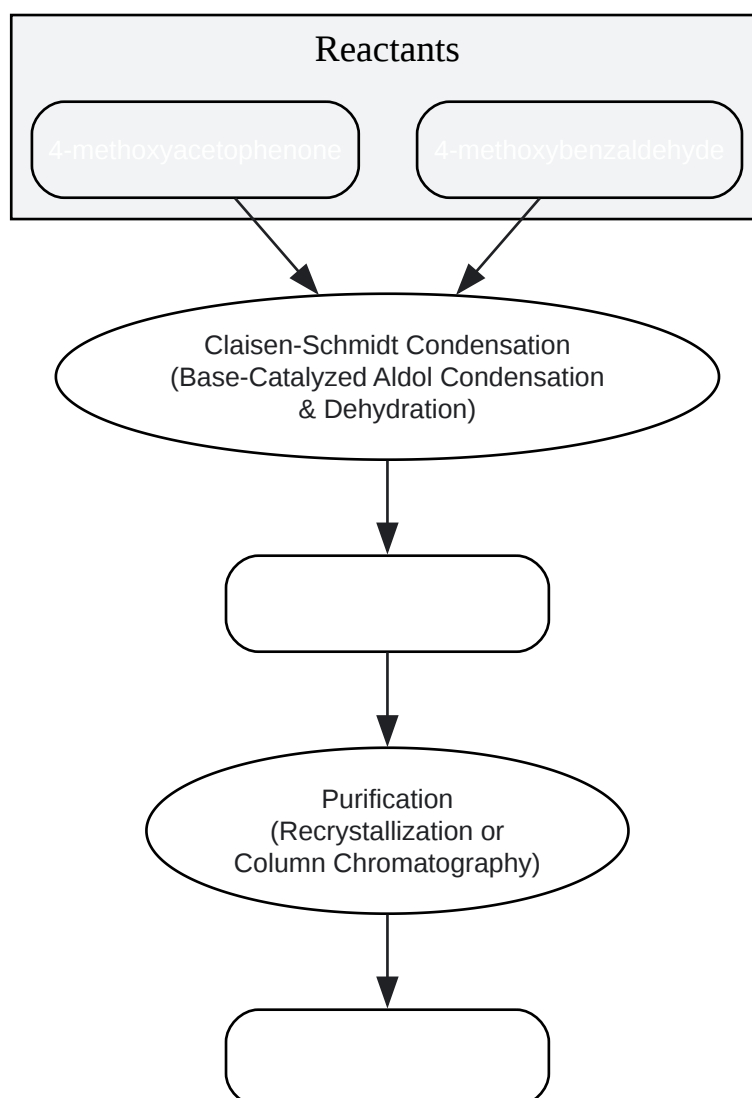 Reactants
4-methoxyacetophenone
4-methoxybenzaldehyde
Claisen-Schmidt Condensation
(Base-Catalyzed Aldol Condensation
& Dehydration)
Purification
(Recrystallization or
Column Chromatography)